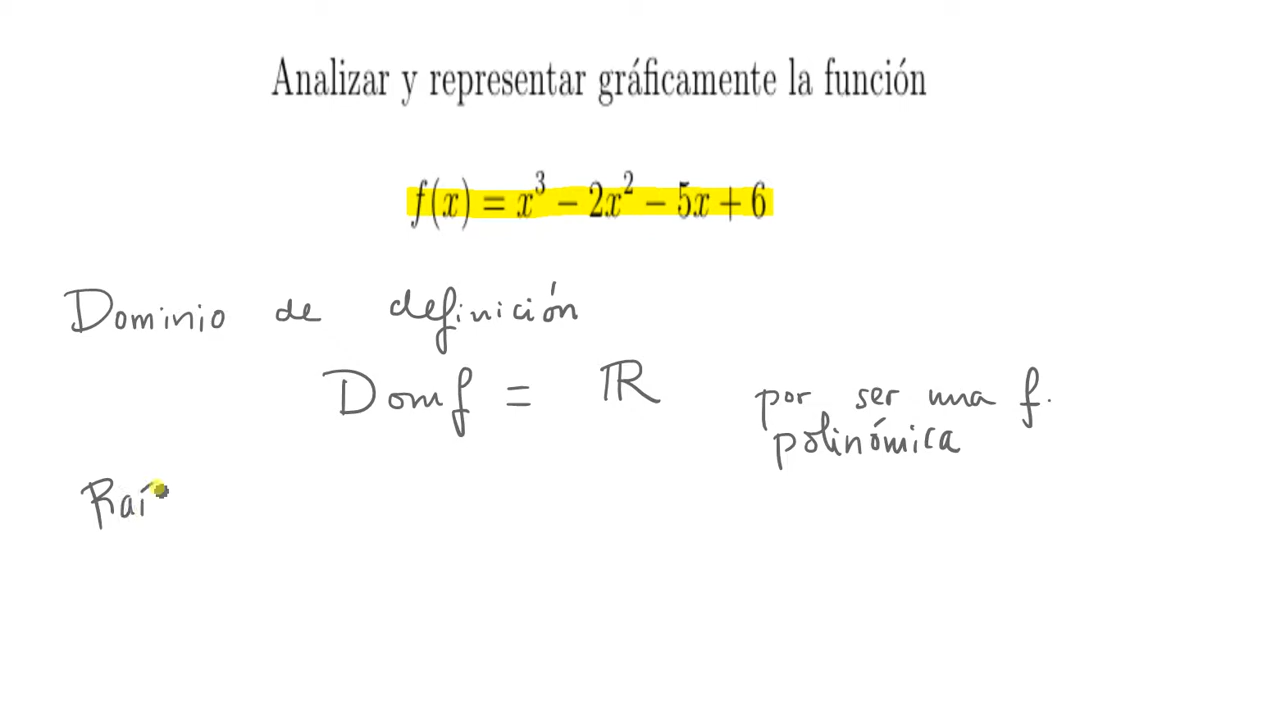 Analizar y representar gráficamente la función
f(x) = x³ − 2x² − 5x + 6
Dominio de definición
Dom f = ℝ por ser una f.
polinómica
Raí